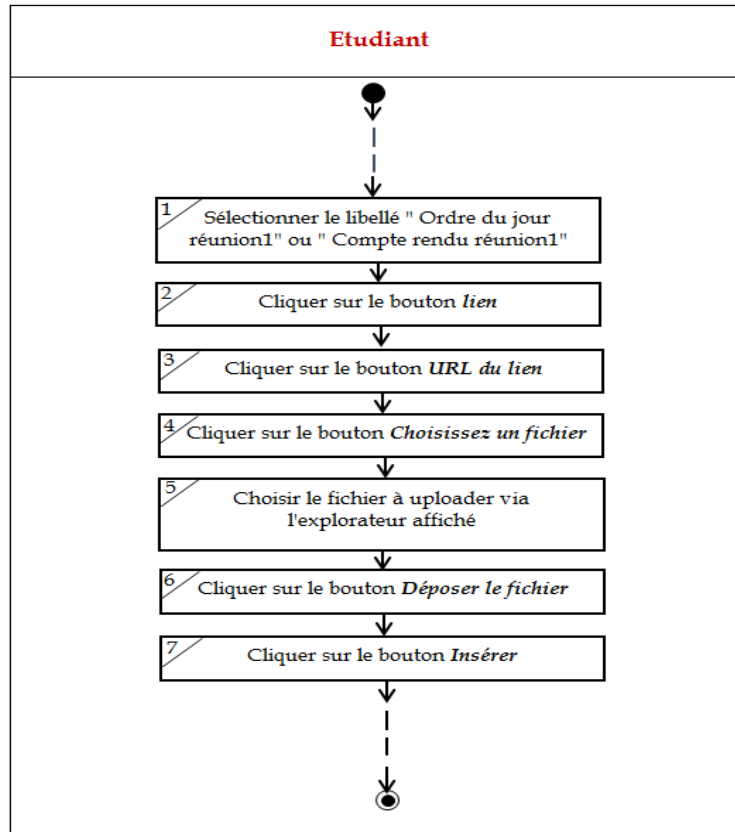 Etudiant
1
Sélectionner le libellé " Ordre du jour
réunion1" ou " Compte rendu réunion1"
2
Cliquer sur le bouton lien
3
Cliquer sur le bouton URL du lien
4
Cliquer sur le bouton Choisissez un fichier
5
Choisir le fichier à uploader via
l'explorateur affiché
6
Cliquer sur le bouton Déposer le fichier
7
Cliquer sur le bouton Insérer